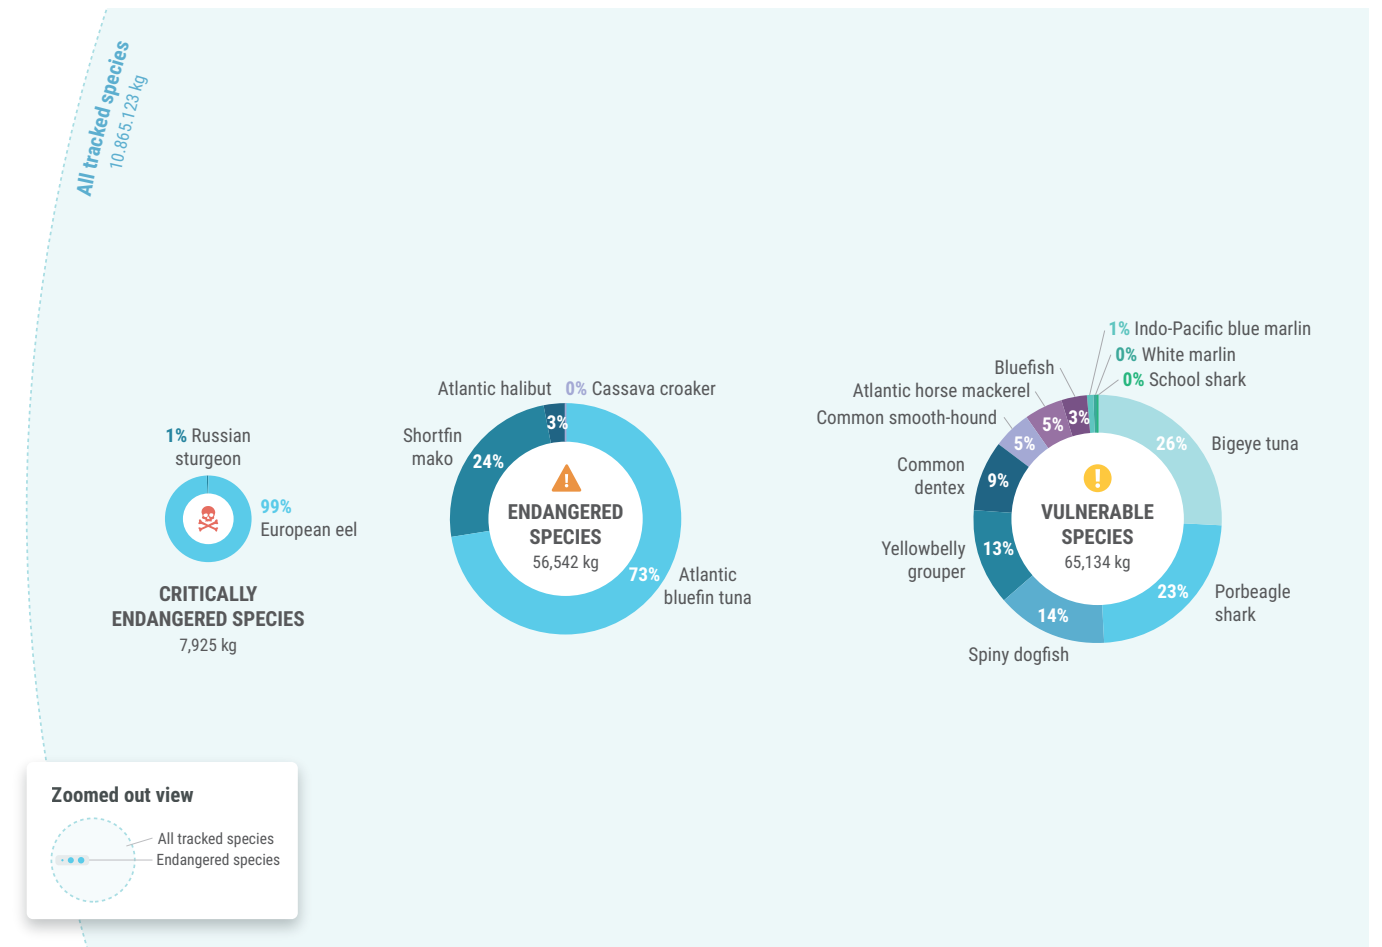 All tracked species
10.865.123 kg
1% Russian
sturgeon
99%
European eel
CRITICALLY
ENDANGERED SPECIES
7,925 kg
Atlantic halibut
0% Cassava croaker
Shortfin
mako
3%
24%
ENDANGERED
SPECIES
56,542 kg
73%
Atlantic
bluefin tuna
1% Indo-Pacific blue marlin
0% White marlin
0% School shark
Bluefish
Atlantic horse mackerel
Common smooth-hound
Common
dentex
Yellowbelly
grouper
Spiny dogfish
3%
5%
5%
9%
13%
14%
26%
Bigeye tuna
VULNERABLE
SPECIES
65,134 kg
23%
Porbeagle
shark
Zoomed out view
All tracked species
Endangered species